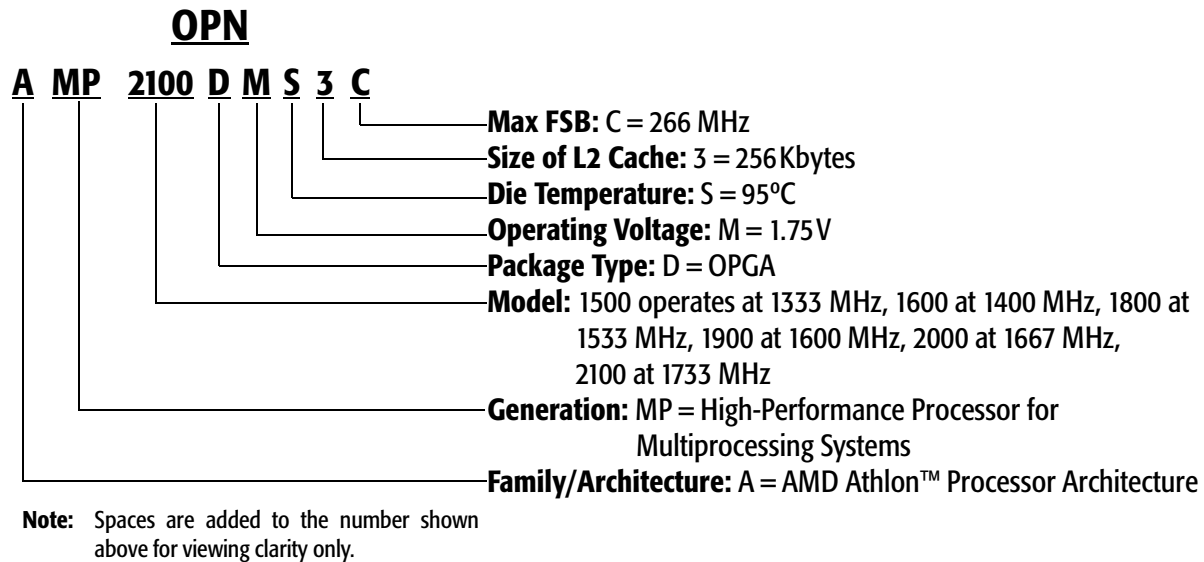 OPN
A MP 2100 D M S 3 C
Max FSB: C = 266 MHz
Size of L2 Cache: 3 = 256Kbytes
Die Temperature: S = 95ºC
Operating Voltage: M = 1.75V
Package Type: D = OPGA
Model: 1500 operates at 1333 MHz, 1600 at 1400 MHz, 1800 at
1533 MHz, 1900 at 1600 MHz, 2000 at 1667 MHz,
2100 at 1733 MHz
Generation: MP = High-Performance Processor for
Multiprocessing Systems
Family/Architecture: A = AMD Athlon™ Processor Architecture
Note: Spaces are added to the number shown
above for viewing clarity only.